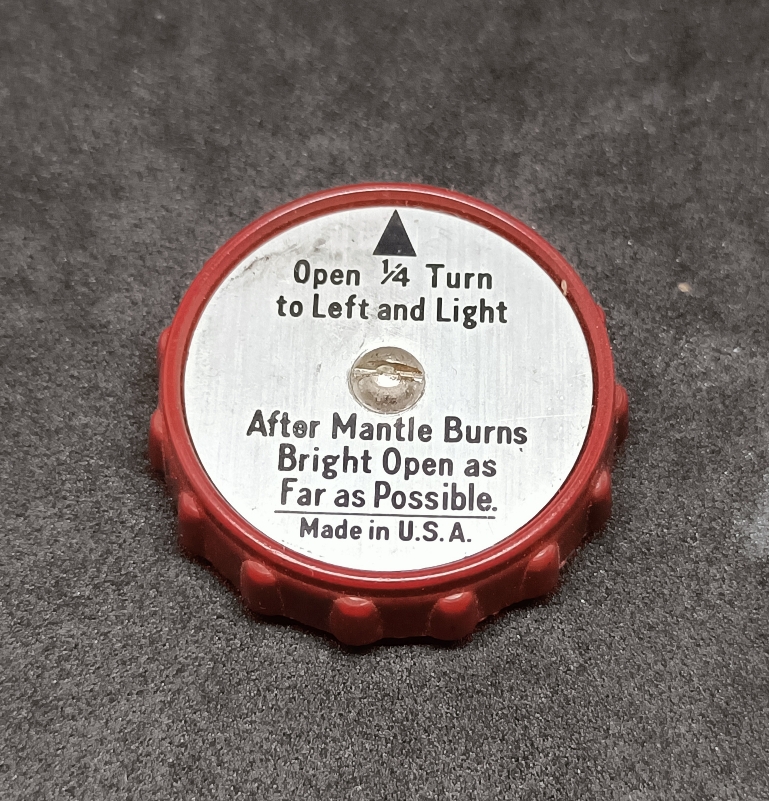 Open ¼ Turn
to Left and Light
After Mantle Burns
Bright Open as
Far as Possible.
Made in U.S.A.